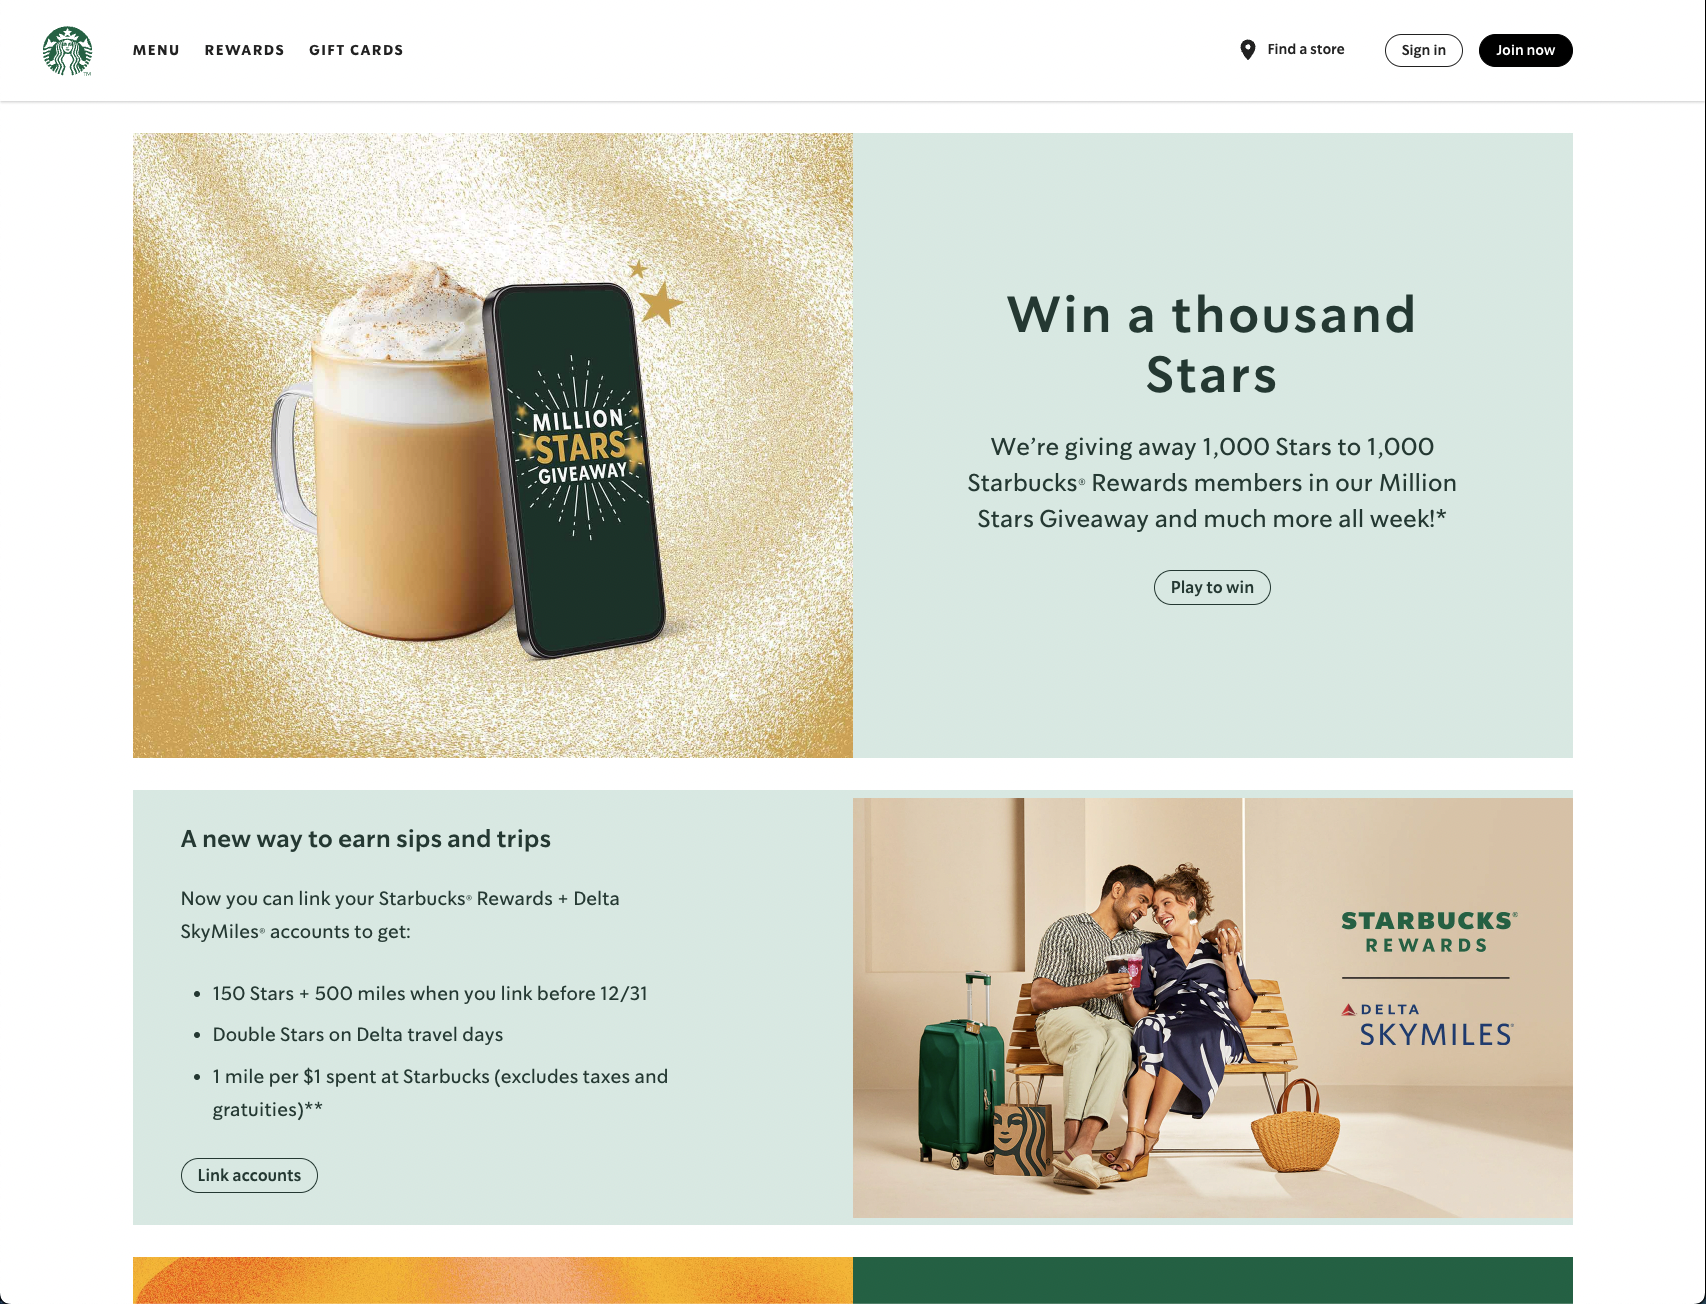 MENU REWARDS GIFT CARDS Find a store Sign in Join now
MILLION
STARS
GIVEAWAY
Win a thousand
Stars
We’re giving away 1,000 Stars to 1,000
Starbucks® Rewards members in our Million
Stars Giveaway and much more all week!*
Play to win
A new way to earn sips and trips
Now you can link your Starbucks® Rewards + Delta
SkyMiles® accounts to get:
• 150 Stars + 500 miles when you link before 12/31
• Double Stars on Delta travel days
• 1 mile per $1 spent at Starbucks (excludes taxes and
gratuities)**
Link accounts
STARBUCKS®
REWARDS
DELTA
SKYMILES®